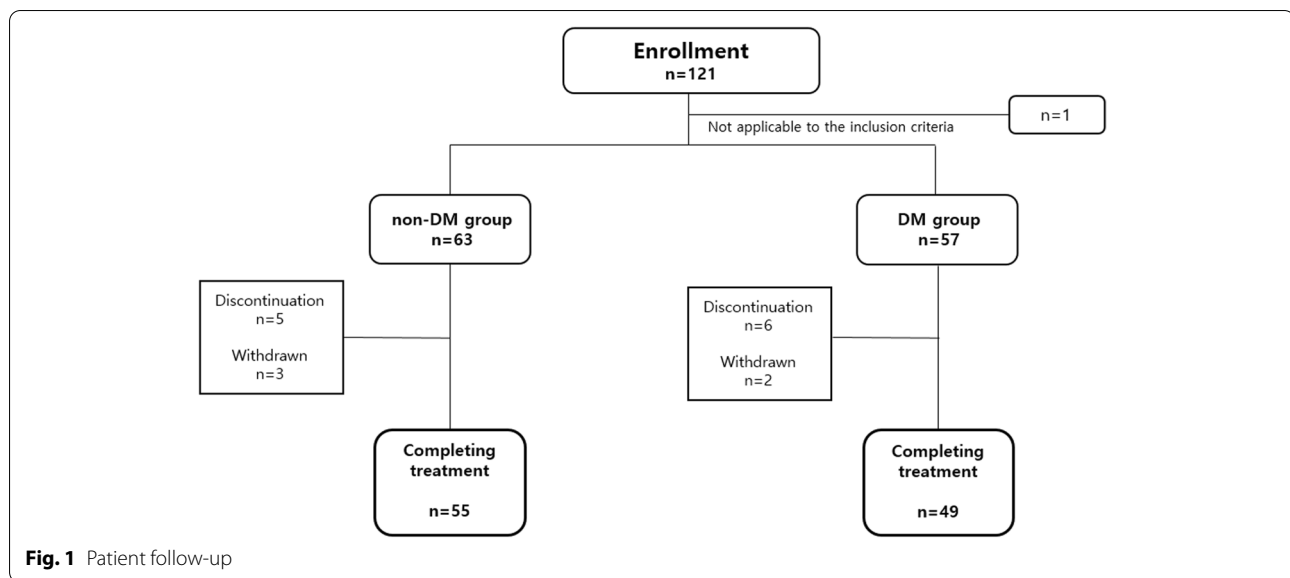 Enrollment
n=121
Not applicable to the inclusion criteria
n=1
non-DM group
n=63
DM group
n=57
Discontinuation
n=5
Withdrawn
n=3
Discontinuation
n=6
Withdrawn
n=2
Completing
treatment
n=55
Completing
treatment
n=49
Fig. 1 Patient follow-up